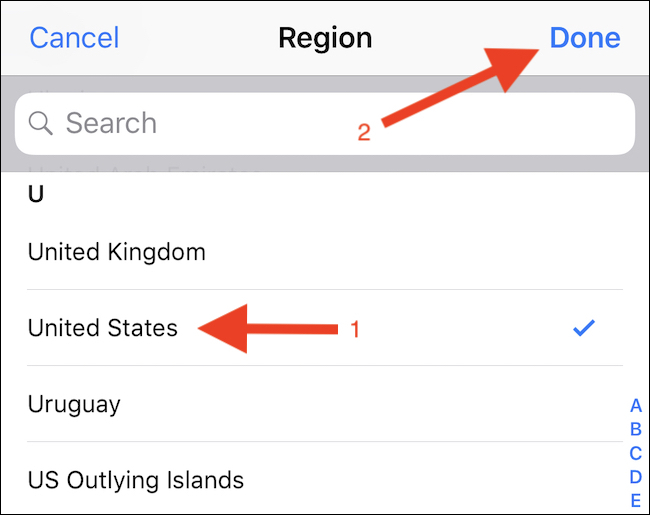 Cancel Region Done
Search
2
U
United Kingdom
United States
1
Uruguay
US Outlying Islands
A
B
C
D
E